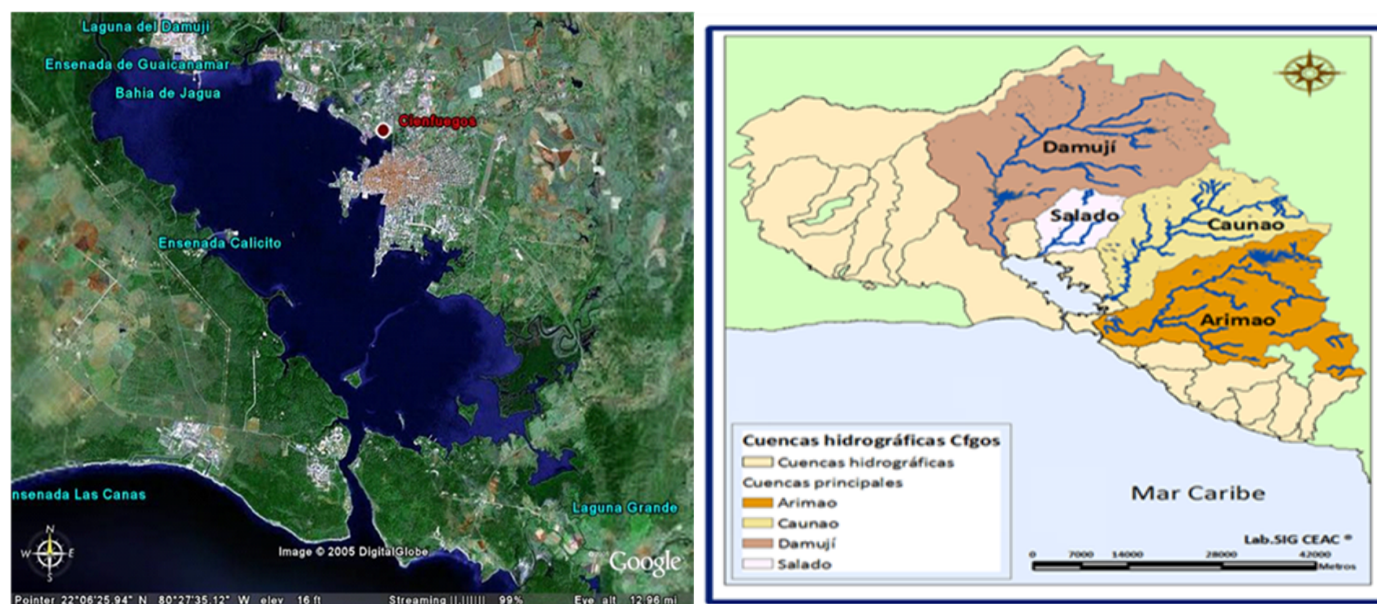 Laguna del Damují
Ensenada de Guaicanamar
Bahia de Jagua
Cienfuegos
Ensenada Calicito
Ensenada Las Canas
Laguna Grande
N
W E
S
Image © 2005 DigitalGlobe
Google
Pointer 22°06'25.94" N 80°27'35.12" W elev 16 ft Streaming ||||||||| 99% Eye alt 12.96 mi
Damují
Salado
Caunao
Arimao
Cuencas hidrográficas Cfgos
Cuencas hidrográficas
Cuencas principales
Arimao
Caunao
Damují
Salado
Mar Caribe
Lab.SIG CEAC ®
0 7000 14000 28000 42000
Metros